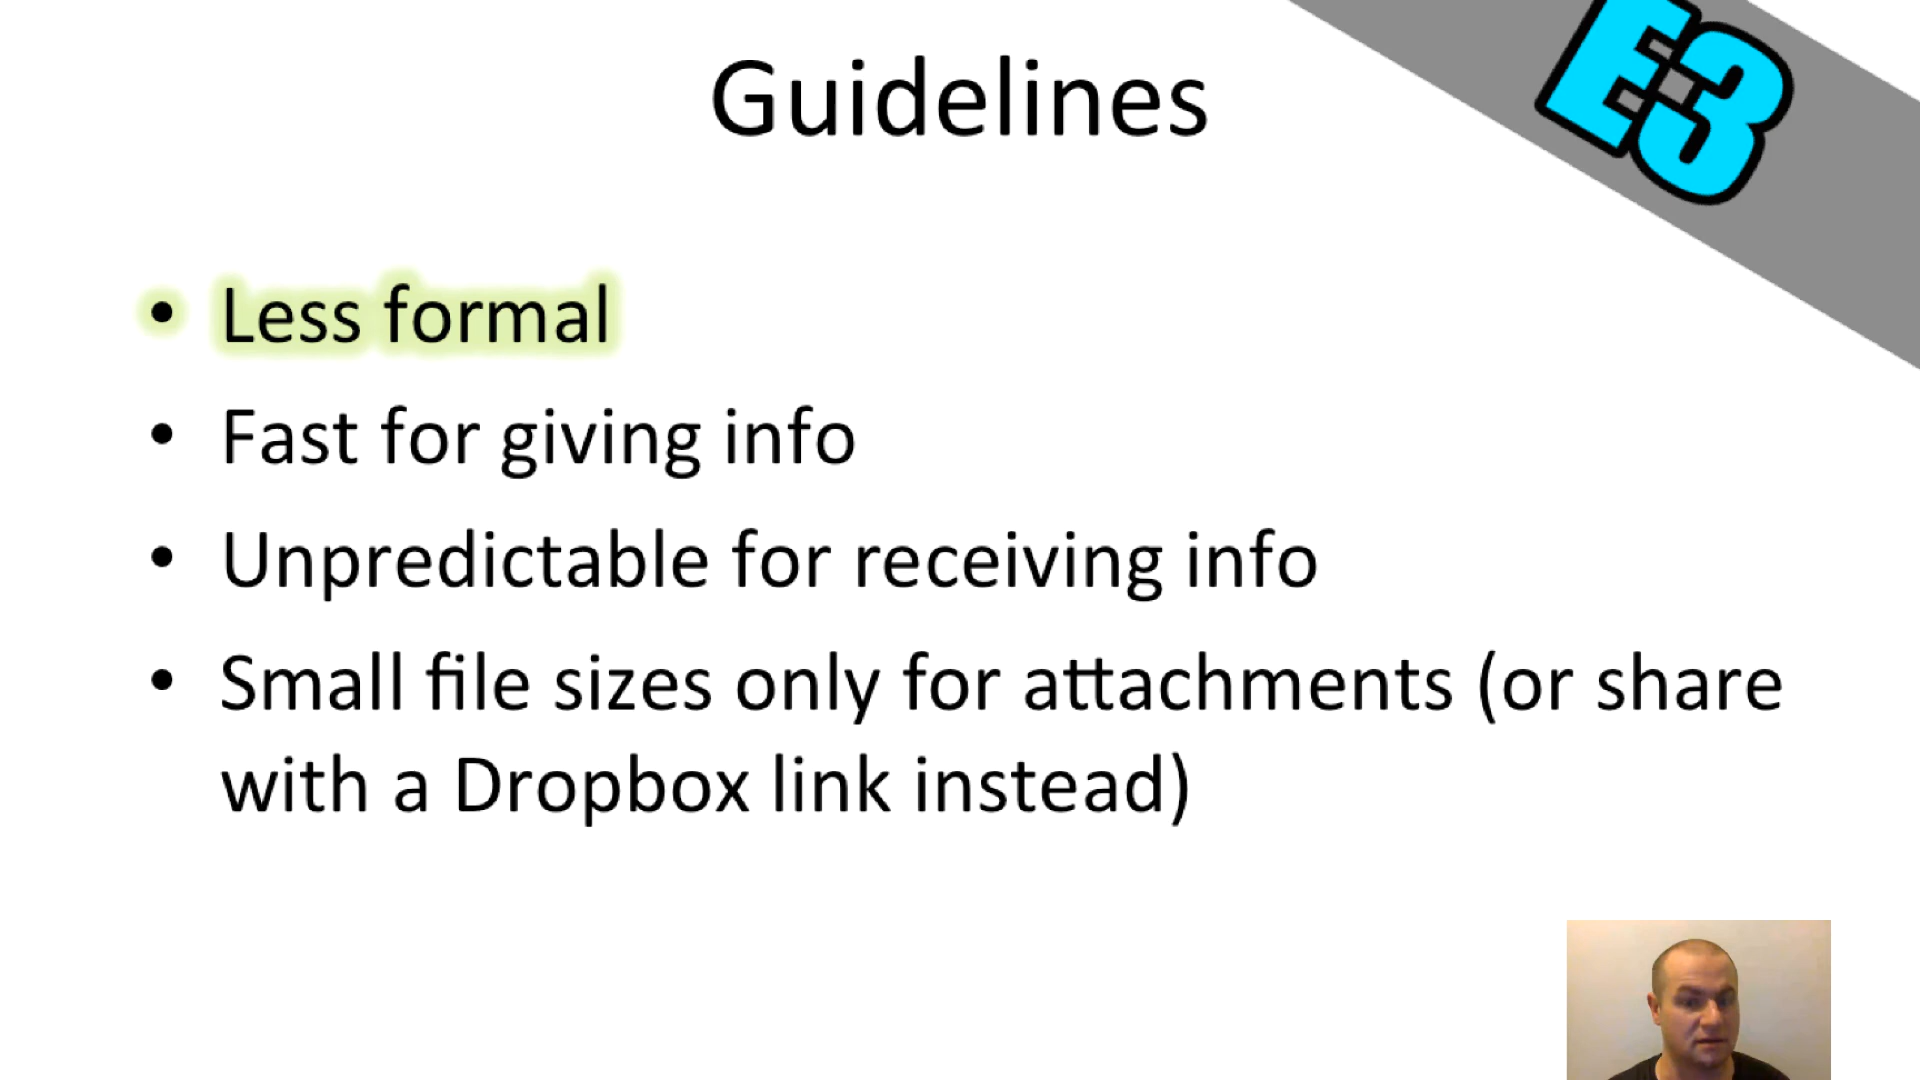 Guidelines
E3
• Less formal
• Fast for giving info
• Unpredictable for receiving info
• Small file sizes only for attachments (or share
with a Dropbox link instead)